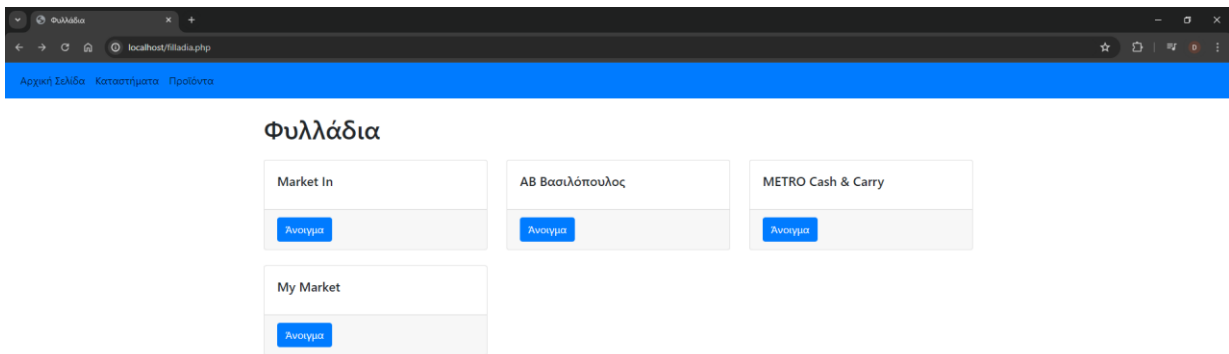 Φυλλάδια
localhost/filladia.php
D
Αρχική Σελίδα Καταστήματα Προϊόντα
Φυλλάδια
Market In
ΑΒ Βασιλόπουλος
METRO Cash & Carry
Άνοιγμα
Άνοιγμα
Άνοιγμα
My Market
Άνοιγμα